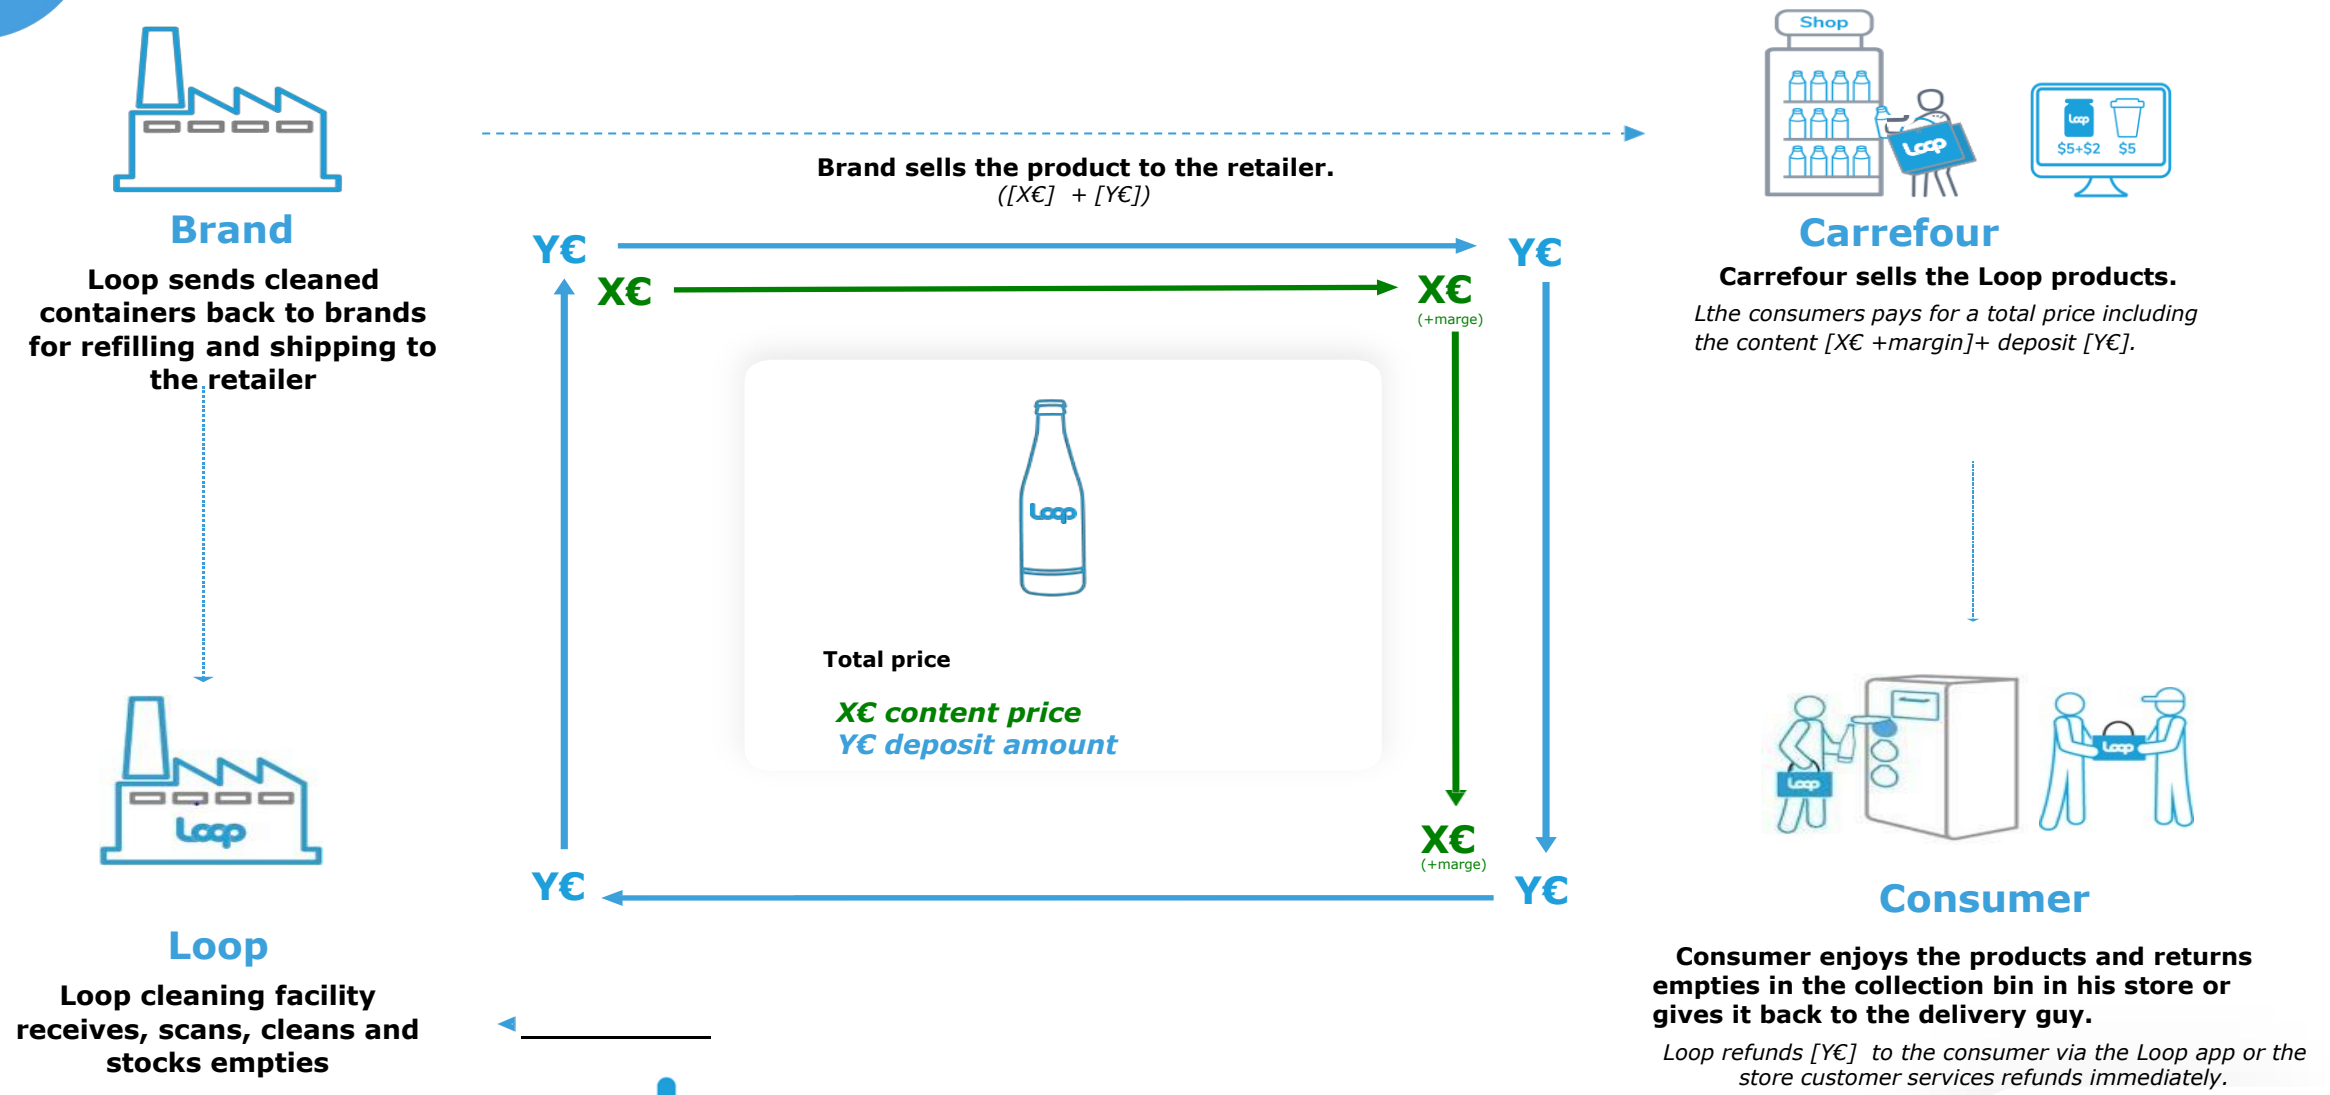 Shop
Loop
$5+$2 $5
Loop
Brand
Carrefour
Brand sells the product to the retailer.
([X€] + [Y€])
Loop sends cleaned
containers back to brands
for refilling and shipping to
the retailer
Carrefour sells the Loop products.
Lthe consumers pays for a total price including
the content [X€ +margin]+ deposit [Y€].
Y€
Y€
X€
X€
(+marge)
Loop
Total price
X€ content price
Y€ deposit amount
Loop
Loop
Loop
X€
(+marge)
Y€
Y€
Loop
Loop cleaning facility
receives, scans, cleans and
stocks empties
Consumer
Consumer enjoys the products and returns
empties in the collection bin in his store or
gives it back to the delivery guy.
Loop refunds [Y€] to the consumer via the Loop app or the
store customer services refunds immediately.